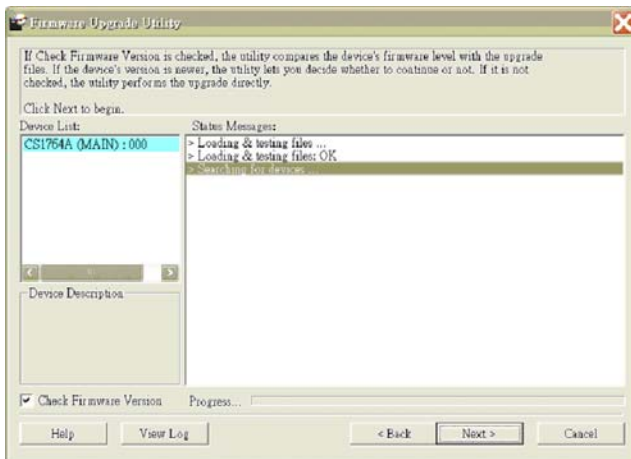 Firmware Upgrade Utility
If Check Firmware Version is checked, the utility compares the device's firmware level with the upgrade
files. If the device's version is newer, the utility lets you decide whether to continue or not. If it is not
checked, the utility performs the upgrade directly.
Click Next to begin.
Device List:
CS1764A (MAIN) : 000
Status Messages:
> Loading & testing files ...
> Loading & testing files: OK
> Searching for devices ...
Device Description
Check Firmware Version
Progress...
Help
View Log
< Back
Next >
Cancel